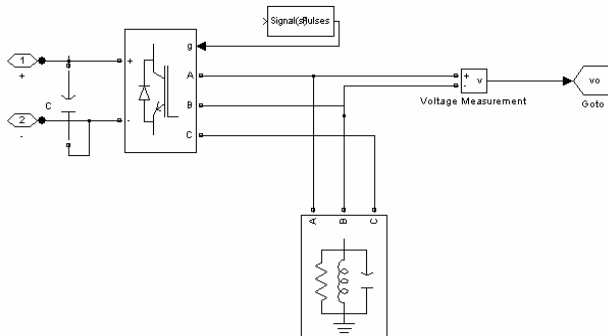 Signal(s)Pulses
1
+
2
-
C
g
+
-
A
B
C
+
-
v
Voltage Measurement
vo
Goto
A
B
C